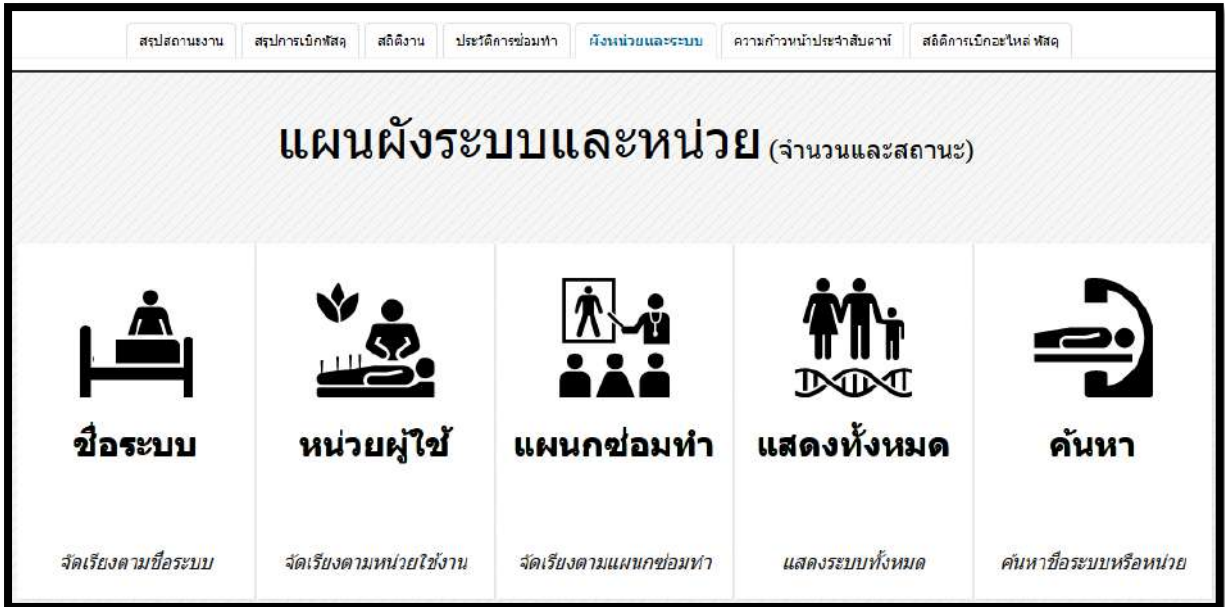 สรุปสถานะงาน สรุปการเบิกพัสดุ สถิติงาน ประวัติการซ่อมทำ ผังหน่วยและระบบ ความก้าวหน้าประจำสัปดาห์ สถิติการเบิกอะไหล่ พัสดุ
แผนผังระบบและหน่วย (จำนวนและสถานะ)
ชื่อระบบ หน่วยผู้ใช้ แผนกซ่อมทำ แสดงทั้งหมด ค้นหา
จัดเรียงตามชื่อระบบ จัดเรียงตามหน่วยใช้งาน จัดเรียงตามแผนกซ่อมทำ แสดงระบบทั้งหมด ค้นหาชื่อระบบหรือหน่วย